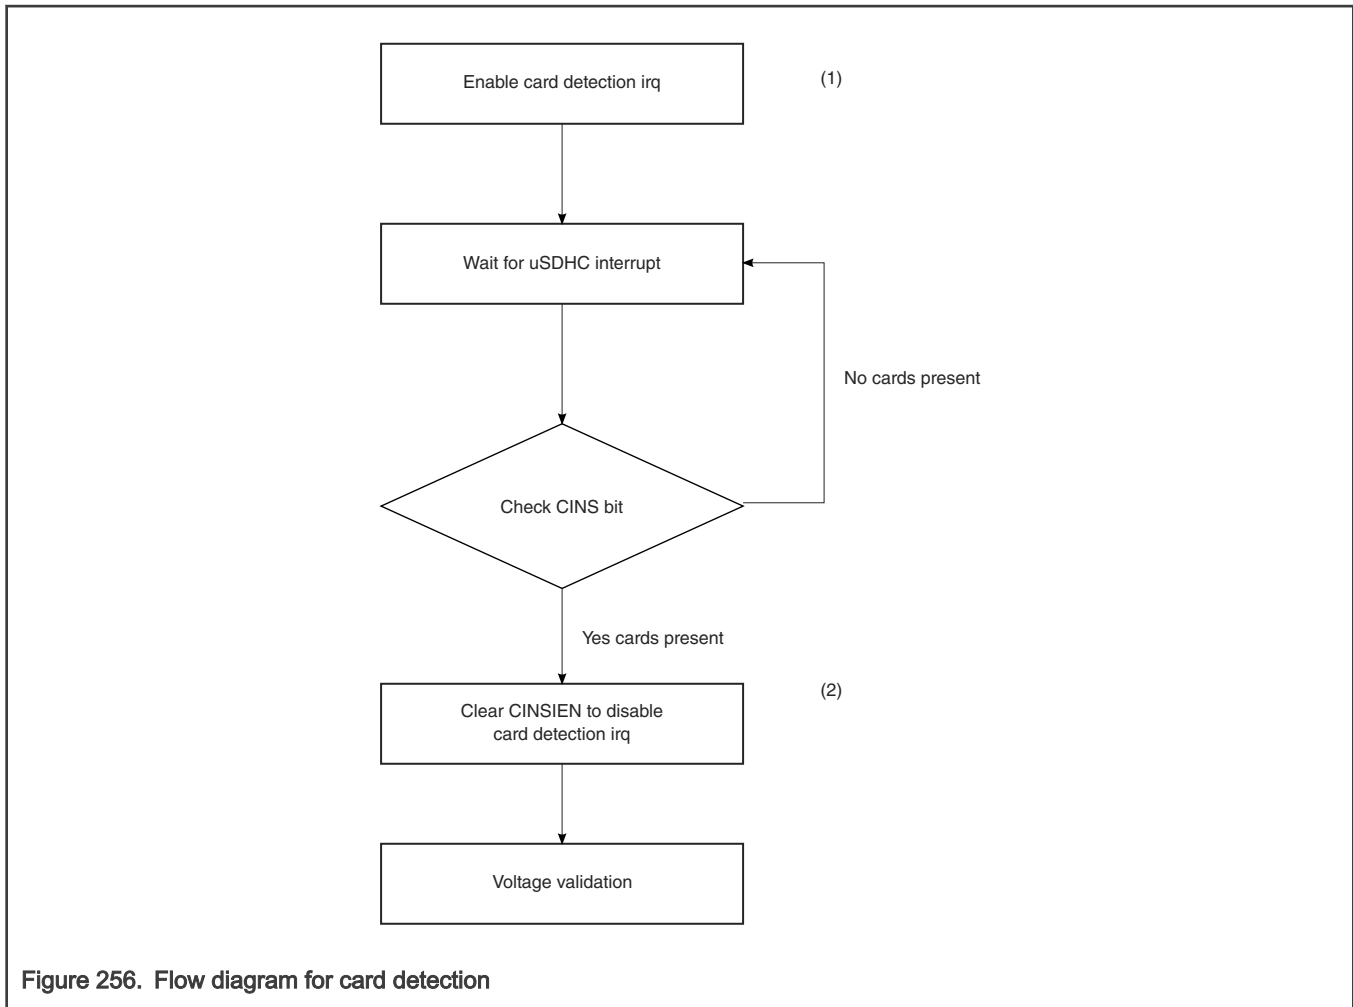 Enable card detection irq
(1)
Wait for uSDHC interrupt
No cards present
Check CINS bit
Yes cards present
Clear CINSIEN to disable
card detection irq
(2)
Voltage validation
Figure 256. Flow diagram for card detection